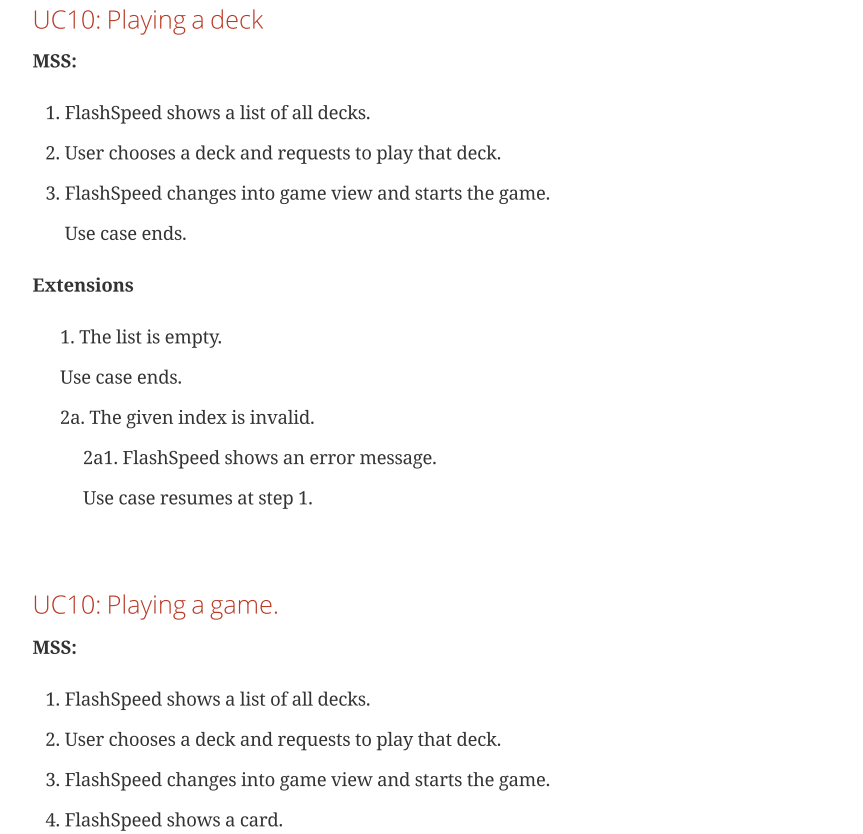 UC10: Playing a deck
MSS:
1. FlashSpeed shows a list of all decks.
2. User chooses a deck and requests to play that deck.
3. FlashSpeed changes into game view and starts the game.
Use case ends.
Extensions
1. The list is empty.
Use case ends.
2a. The given index is invalid.
2a1. FlashSpeed shows an error message.
Use case resumes at step 1.
UC10: Playing a game.
MSS:
1. FlashSpeed shows a list of all decks.
2. User chooses a deck and requests to play that deck.
3. FlashSpeed changes into game view and starts the game.
4. FlashSpeed shows a card.